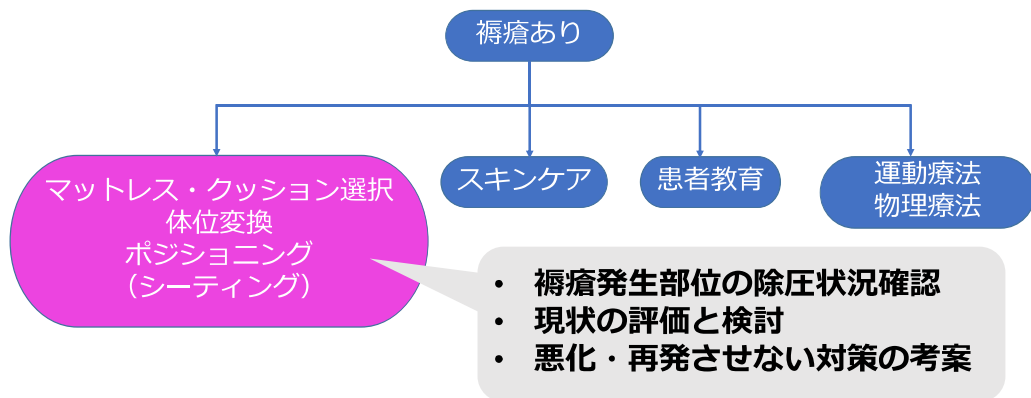 褥瘡あり
マットレス・クッション選択
体位変換
ポジショニング
（シーティング）
スキンケア
患者教育
運動療法
物理療法
• 褥瘡発生部位の除圧状況確認
• 現状の評価と検討
• 悪化・再発させない対策の考案